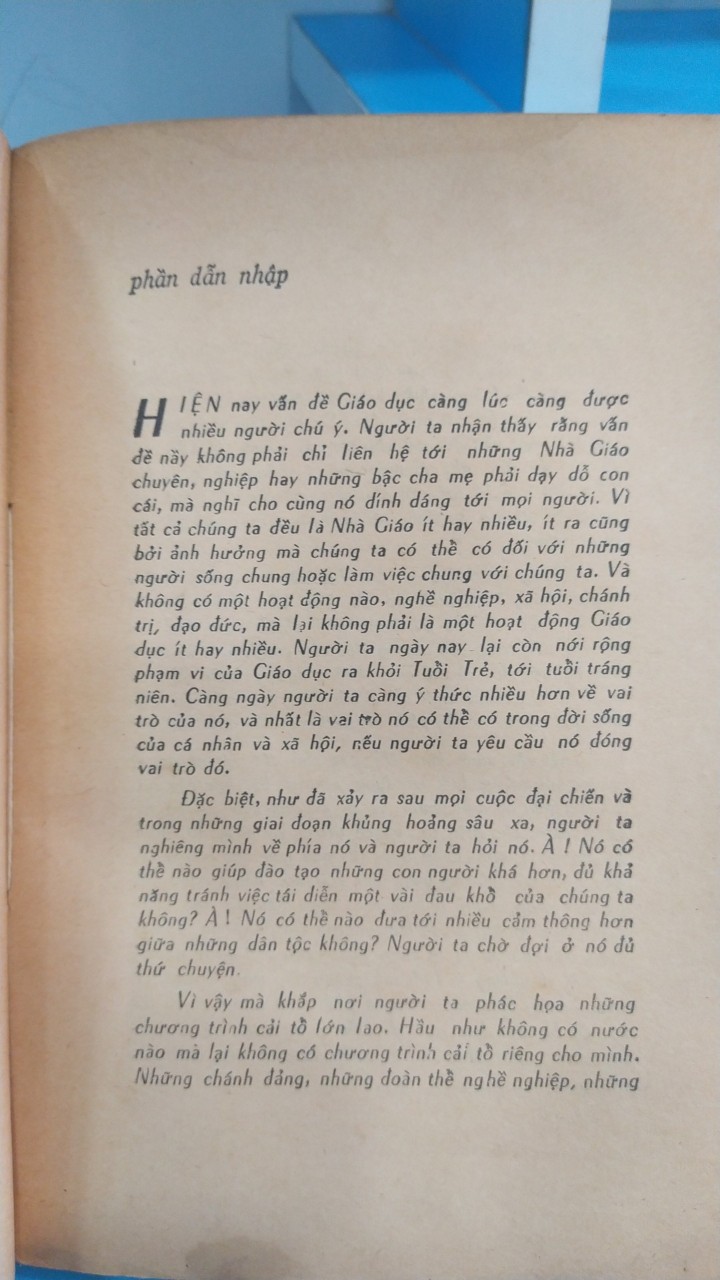 phần dẫn nhập
HIỆN nay vấn đề Giáo dục càng lúc càng được
nhiều người chú ý. Người ta nhận thấy rằng vấn
đề nầy không phải chỉ liên hệ tới những Nhà Giáo
chuyên, nghiệp hay những bậc cha mẹ phải dạy dỗ con
cái, mà nghĩ cho cùng nó dính dáng tới mọi người. Vì
tất cả chúng ta đều là Nhà Giáo ít hay nhiều, ít ra cũng
bởi ảnh hưởng mà chúng ta có thể có đối với những
người sống chung hoặc làm việc chung với chúng ta. Và
không có một hoạt động nào, nghề nghiệp, xã hội, chánh
trị, đạo đức, mà lại không phải là một hoạt động Giáo
dục ít hay nhiều. Người ta ngày nay lại còn nới rộng
phạm vi của Giáo dục ra khỏi Tuổi Trẻ, tới tuổi tráng
niên. Càng ngày người ta càng ý thức nhiều hơn về vai
trò của nó, và nhất là vai trò nó có thể có trong đời sống
của cá nhân và xã hội, nếu người ta yêu cầu nó đóng
vai trò đó.
Đặc biệt, như đã xảy ra sau mọi cuộc đại chiến và
trong những giai đoạn khủng hoảng sâu xa, người ta
nghiêng mình về phía nó và người ta hỏi nó. À ! Nó có
thể nào giúp đào tạo những con người khá hơn, đủ khả
năng tránh việc tái diễn một vài đau khổ của chúng ta
không? À ! Nó có thể nào đưa tới nhiều cảm thông hơn
giữa những dân tộc không? Người ta chờ đợi ở nó đủ
thứ chuyện.
Vì vậy mà khắp nơi người ta phác họa những
chương trình cải tổ lớn lao. Hầu như không có nước
nào mà lại không có chương trình cải tổ riêng cho mình.
Những chánh đảng, những đoàn thể nghề nghiệp, những